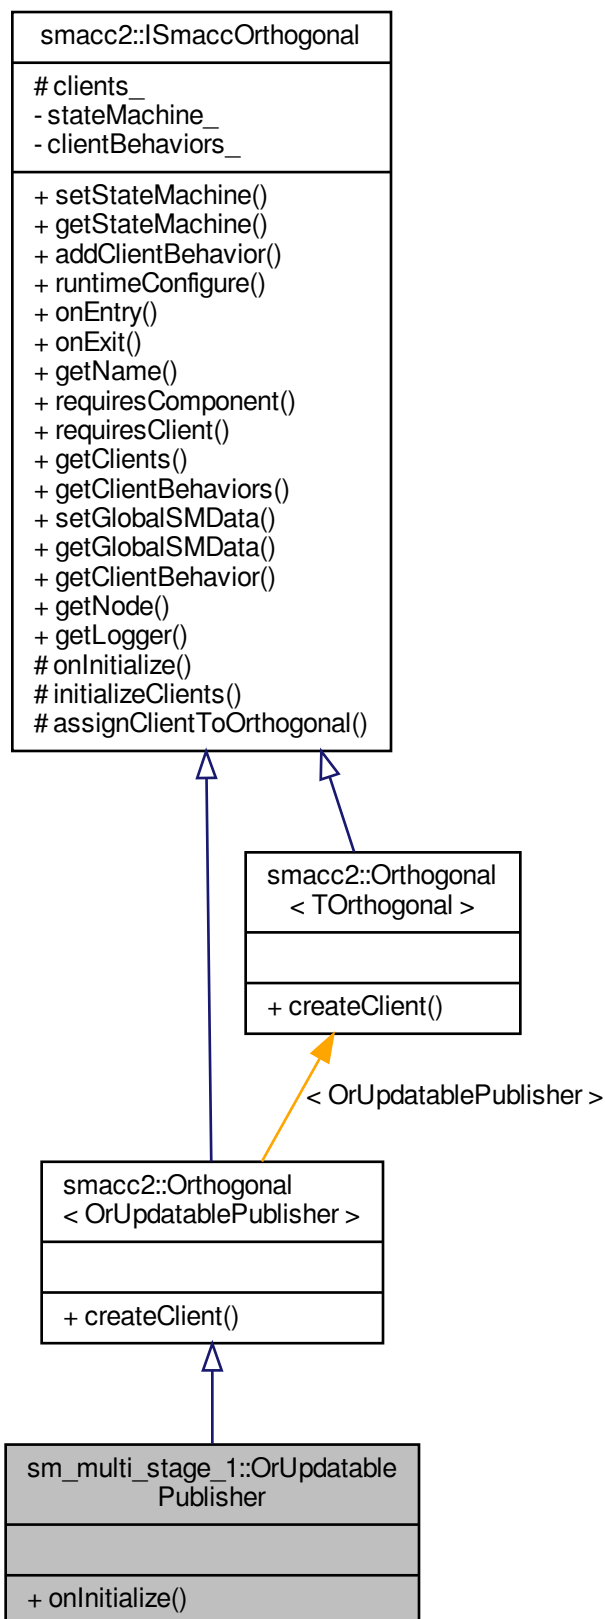 smacc2::ISmaccOrthogonal
# clients_
- stateMachine_
- clientBehaviors_
+ setStateMachine()
+ getStateMachine()
+ addClientBehavior()
+ runtimeConfigure()
+ onEntry()
+ onExit()
+ getName()
+ requiresComponent()
+ requiresClient()
+ getClients()
+ getClientBehaviors()
+ setGlobalSMData()
+ getGlobalSMData()
+ getClientBehavior()
+ getNode()
+ getLogger()
# onInitialize()
# initializeClients()
# assignClientToOrthogonal()
smacc2::Orthogonal
< TOrthogonal >
+ createClient()
< OrUpdatablePublisher >
smacc2::Orthogonal
< OrUpdatablePublisher >
+ createClient()
sm_multi_stage_1::OrUpdatable
Publisher
+ onInitialize()